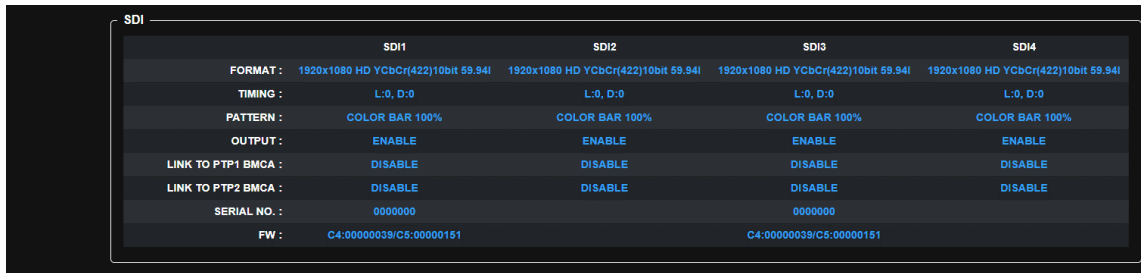 SDI
SDI1 SDI2 SDI3 SDI4
FORMAT : 1920x1080 HD YCbCr(422)10bit 59.94I 1920x1080 HD YCbCr(422)10bit 59.94I 1920x1080 HD YCbCr(422)10bit 59.94I 1920x1080 HD YCbCr(422)10bit 59.94I
TIMING : L:0, D:0 L:0, D:0 L:0, D:0 L:0, D:0
PATTERN : COLOR BAR 100% COLOR BAR 100% COLOR BAR 100% COLOR BAR 100%
OUTPUT : ENABLE ENABLE ENABLE ENABLE
LINK TO PTP1 BMCA : DISABLE DISABLE DISABLE DISABLE
LINK TO PTP2 BMCA : DISABLE DISABLE DISABLE DISABLE
SERIAL NO. : 0000000 0000000
FW : C4:00000039/C5:00000151 C4:00000039/C5:00000151